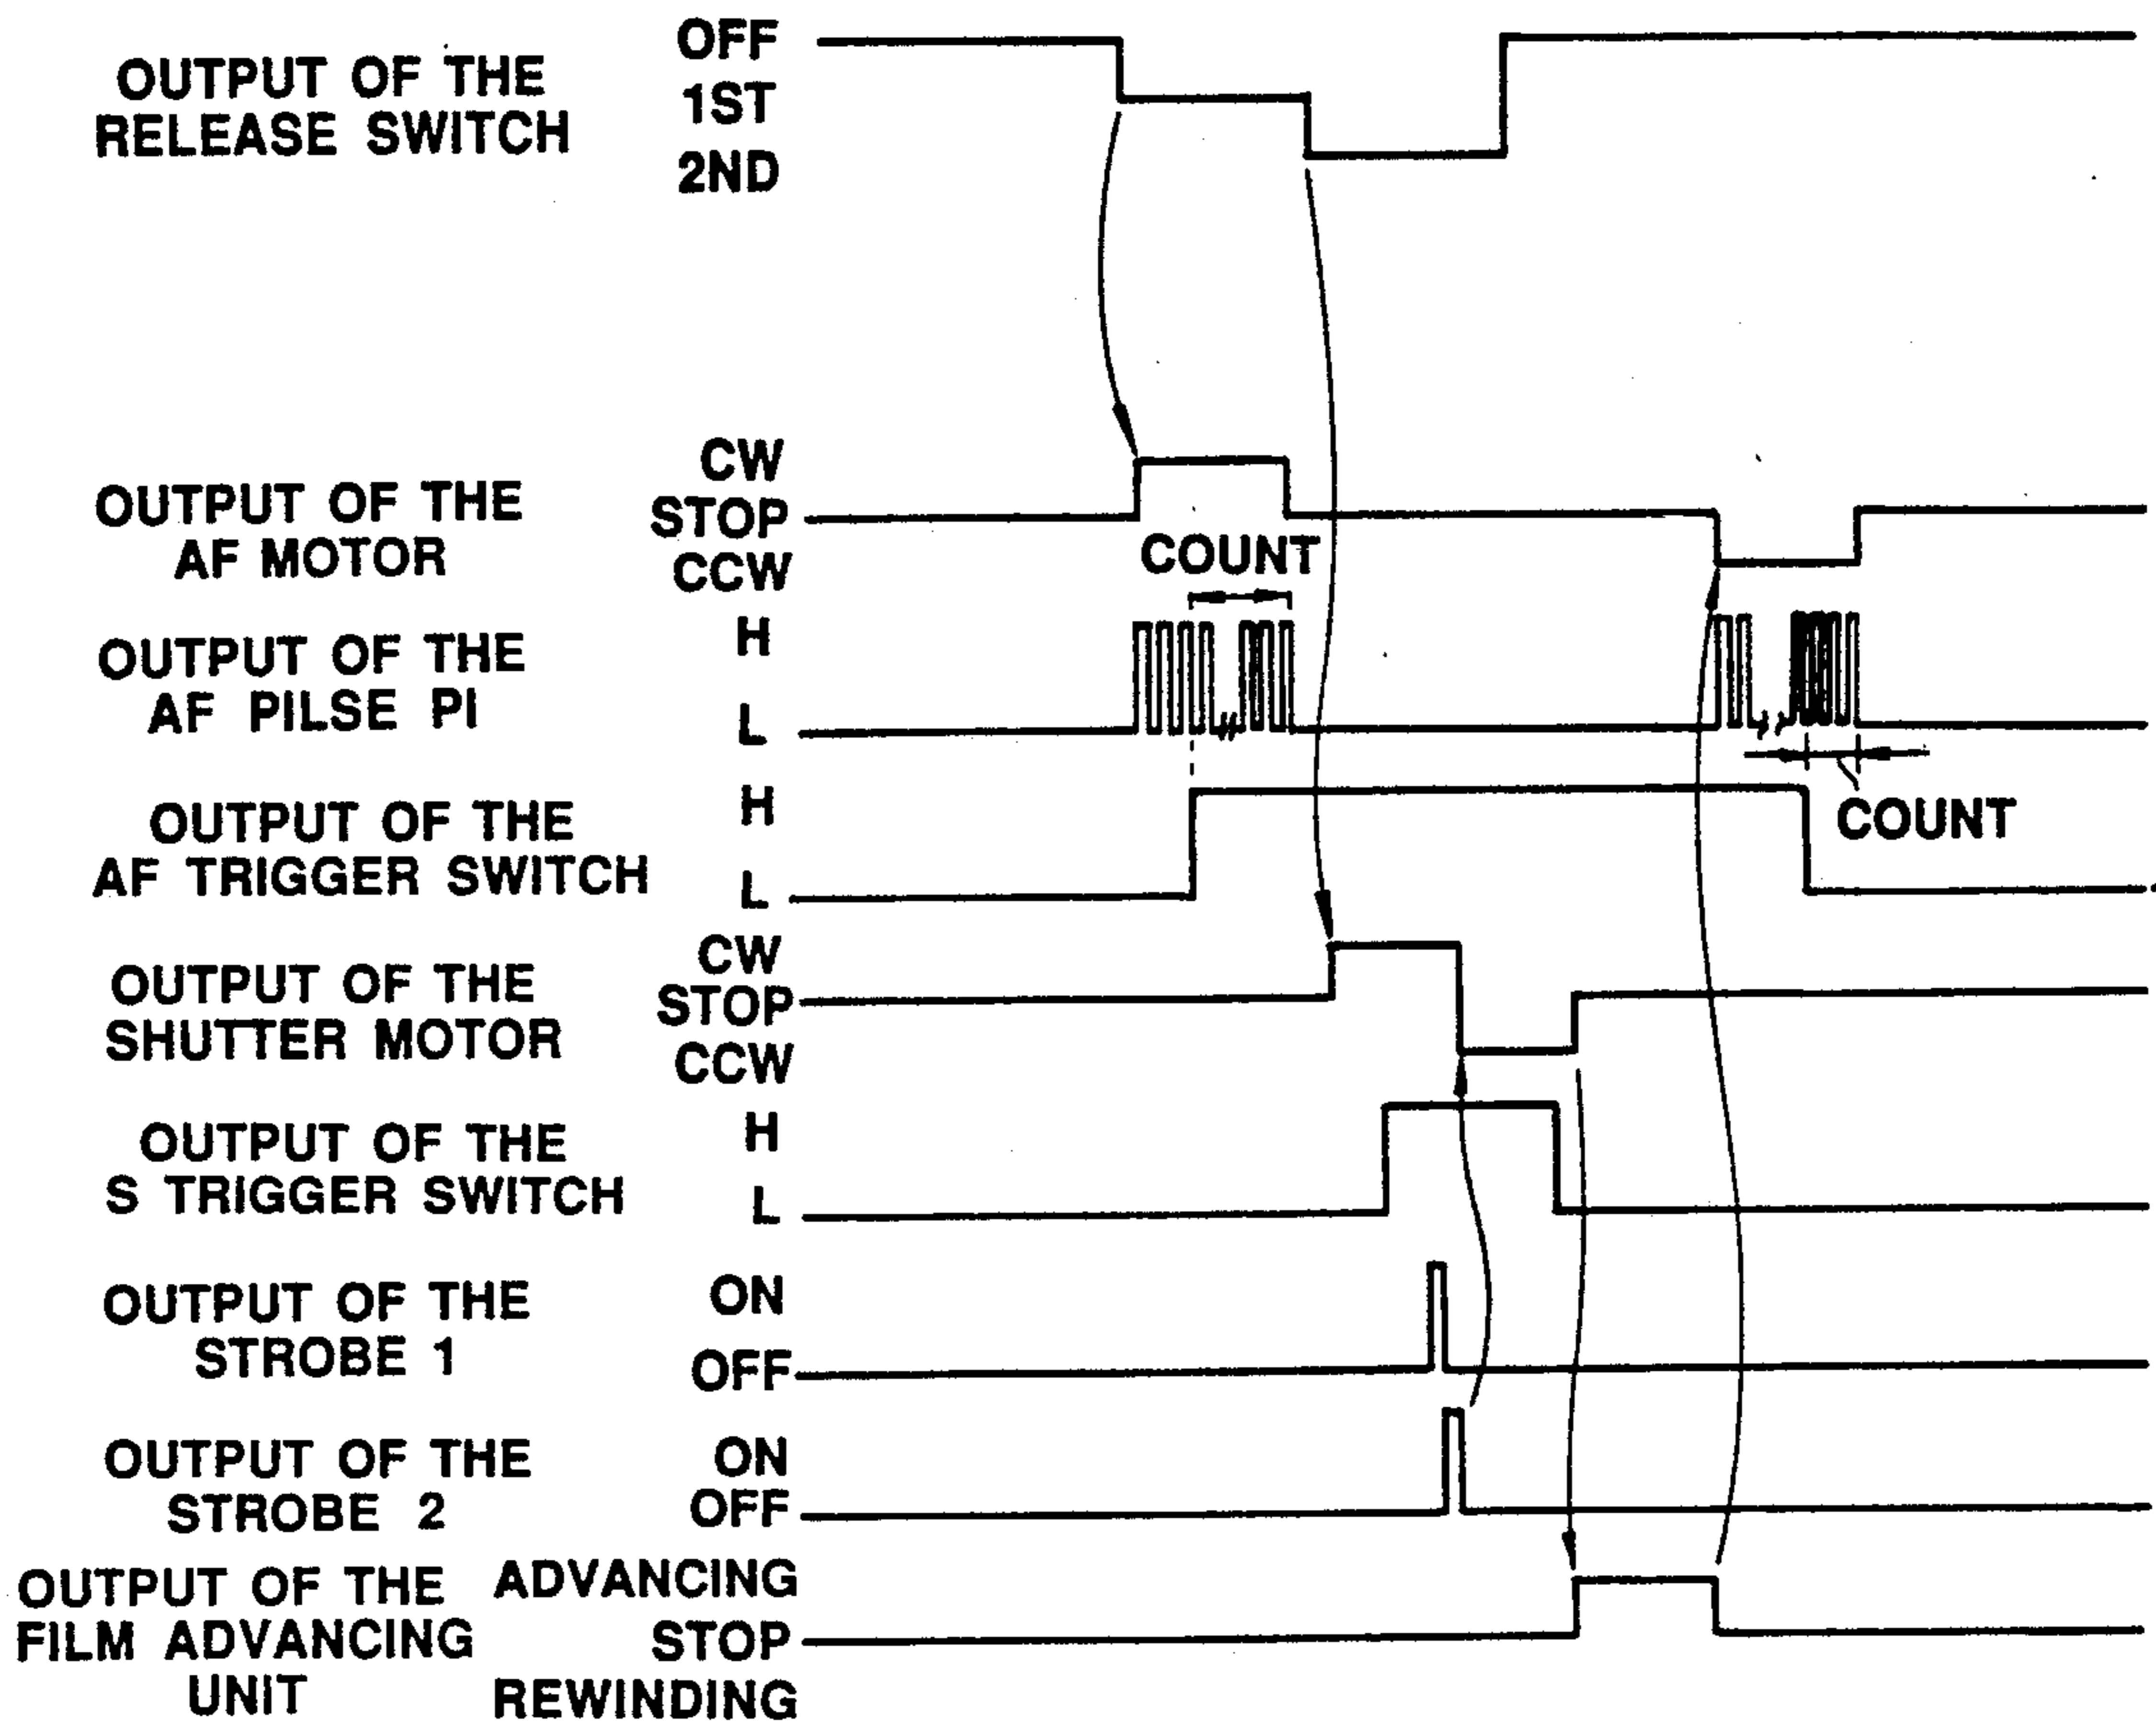 OUTPUT OF THE
RELEASE SWITCH
OFF
1ST
2ND
OUTPUT OF THE
AF MOTOR
CW
STOP
CCW
COUNT
OUTPUT OF THE
AF PILSE PI
H
L
OUTPUT OF THE
AF TRIGGER SWITCH
H
L
COUNT
OUTPUT OF THE
SHUTTER MOTOR
CW
STOP
CCW
OUTPUT OF THE
S TRIGGER SWITCH
H
L
OUTPUT OF THE
STROBE 1
ON
OFF
OUTPUT OF THE
STROBE 2
ON
OFF
OUTPUT OF THE
FILM ADVANCING
UNIT
ADVANCING
STOP
REWINDING